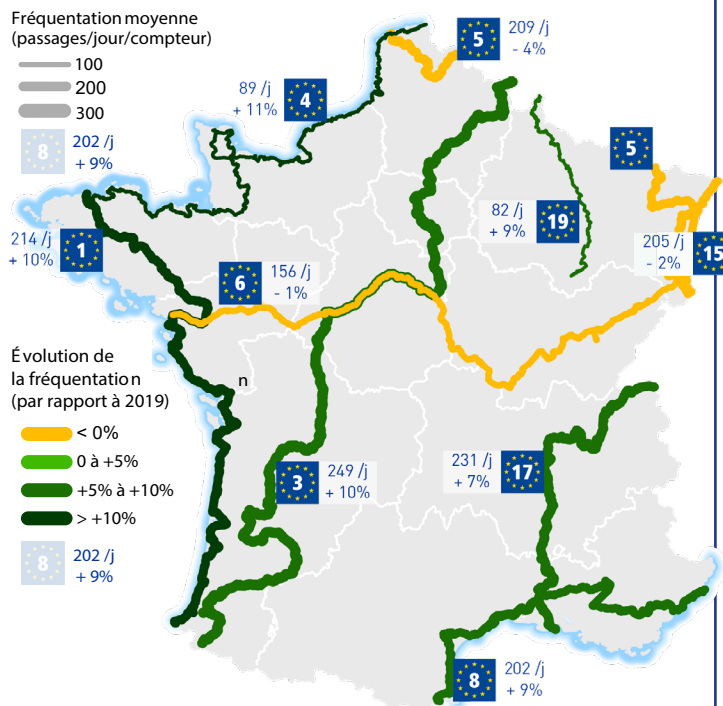 Fréquentation moyenne
(passages/jour/compteur)
100
200
300
8
202 /j
+ 9%
5
209 /j
- 4%
89 /j
+ 11%
4
5
82 /j
+ 9%
19
214 /j
+ 10%
1
205 /j
- 2%
15
6
156 /j
- 1%
Évolution de
la fréquentation
(par rapport à 2019)
n
< 0%
0 à +5%
+5% à +10%
> +10%
3
249 /j
+ 10%
231 /j
+ 7%
17
8
202 /j
+ 9%
8
202 /j
+ 9%